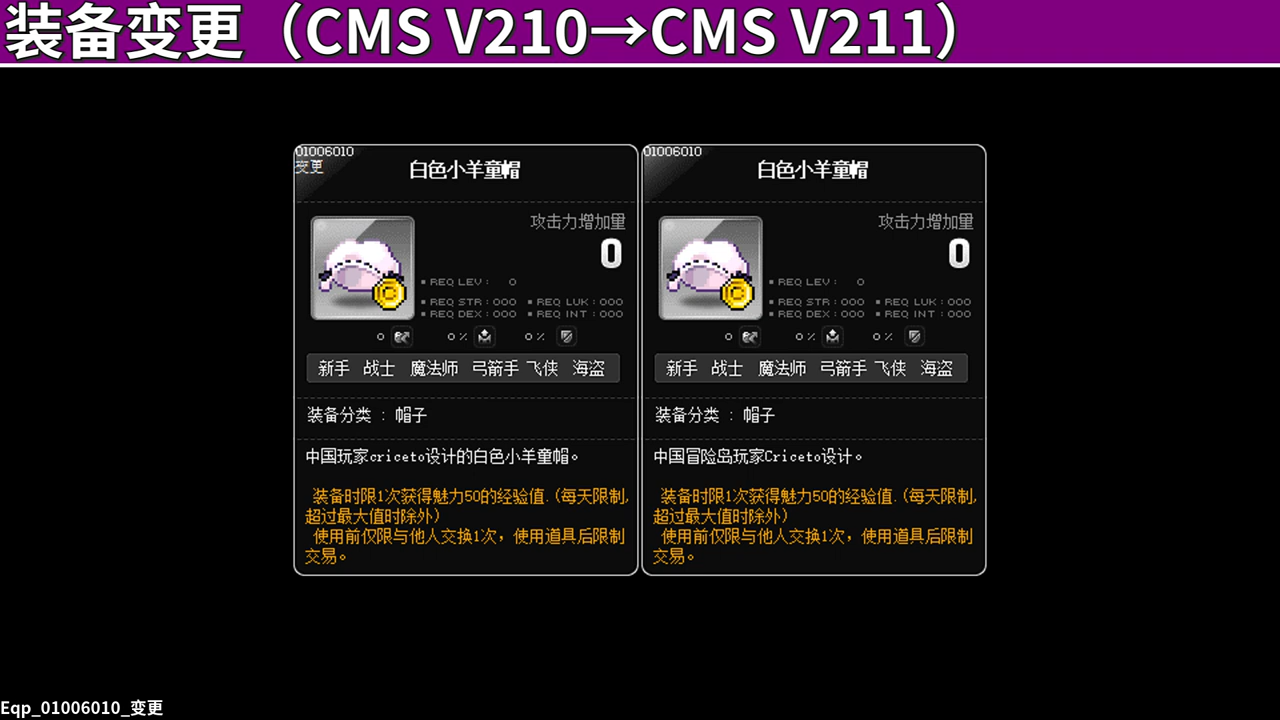 装备变更（CMS V210→CMS V211）
01006010
变更
白色小羊童帽
攻击力增加量
0
REQ LEV : 0
REQ STR : 000 REQ LUK : 000
REQ DEX : 000 REQ INT : 000
0 0 % 0 %
新手 战士 魔法师 弓箭手 飞侠 海盗
装备分类 : 帽子
中国玩家criceto设计的白色小羊童帽。
装备时限1次获得魅力50的经验值.(每天限制,
超过最大值时除外)
使用前仅限与他人交换1次，使用道具后限制
交易。
01006010
白色小羊童帽
攻击力增加量
0
REQ LEV : 0
REQ STR : 000 REQ LUK : 000
REQ DEX : 000 REQ INT : 000
0 0 % 0 %
新手 战士 魔法师 弓箭手 飞侠 海盗
装备分类 : 帽子
中国冒险岛玩家Criceto设计。
装备时限1次获得魅力50的经验值.(每天限制,
超过最大值时除外)
使用前仅限与他人交换1次，使用道具后限制
交易。
Eqp_01006010_变更